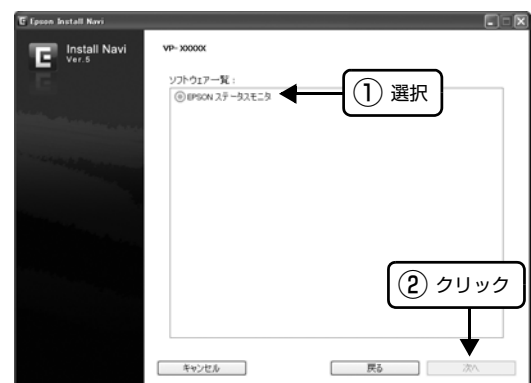 Epson Install Navi
Install Navi
Ver.5
VP-XXXXX
ソフトウェア一覧：
EPSON ステータスモニタ
① 選択
② クリック
キャンセル
戻る
次へ